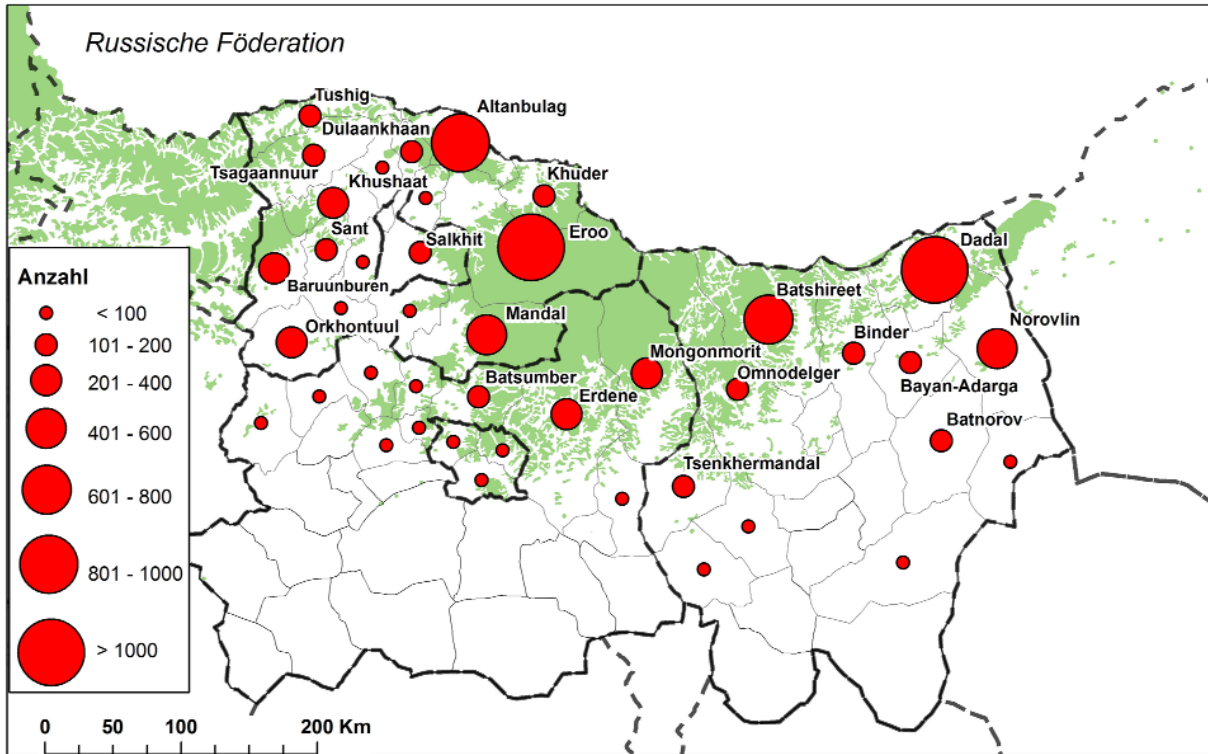 Russische Föderation
Tushig
Altanbulag
Dulaankhaan
Tsagaannuur
Khushaat
Khuder
Sant
Salkhit
Eroo
Dadal
Baruunburen
Batshireet
Orkhontuul
Mandal
Binder
Norovlin
Mongonmorit
Omnodelger
Bayan-Adarga
Batsumber
Erdene
Batnorov
Tsenkhermandal
Anzahl
< 100
101 - 200
201 - 400
401 - 600
601 - 800
801 - 1000
> 1000
0 50 100 200 Km